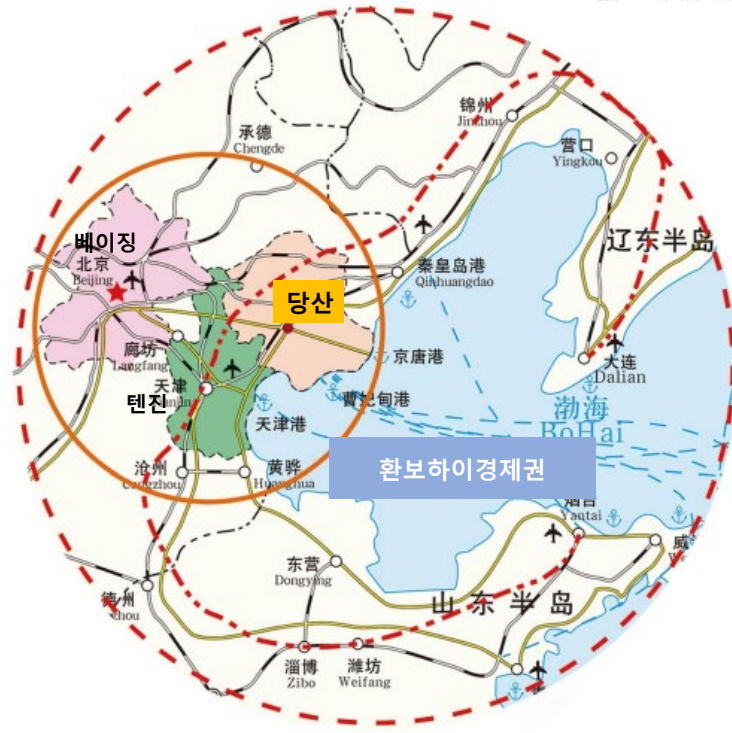 锦州
Jinzhou
承德
Chengde
营口
Yingkou
베이징
北京
Beijing
辽东半岛
秦皇岛港
Qinhuangdao
당산
廊坊
Langfang
京唐港
大连
Dalian
天津
텐진
曹妃甸港
渤海
BoHai
天津港
환보하이경제권
沧州
Cangzhou
黄骅
Huanghua
烟台
Yantai
威
东营
Dongying
德州
zhou
山东半岛
淄博
Zibo
潍坊
Weifang